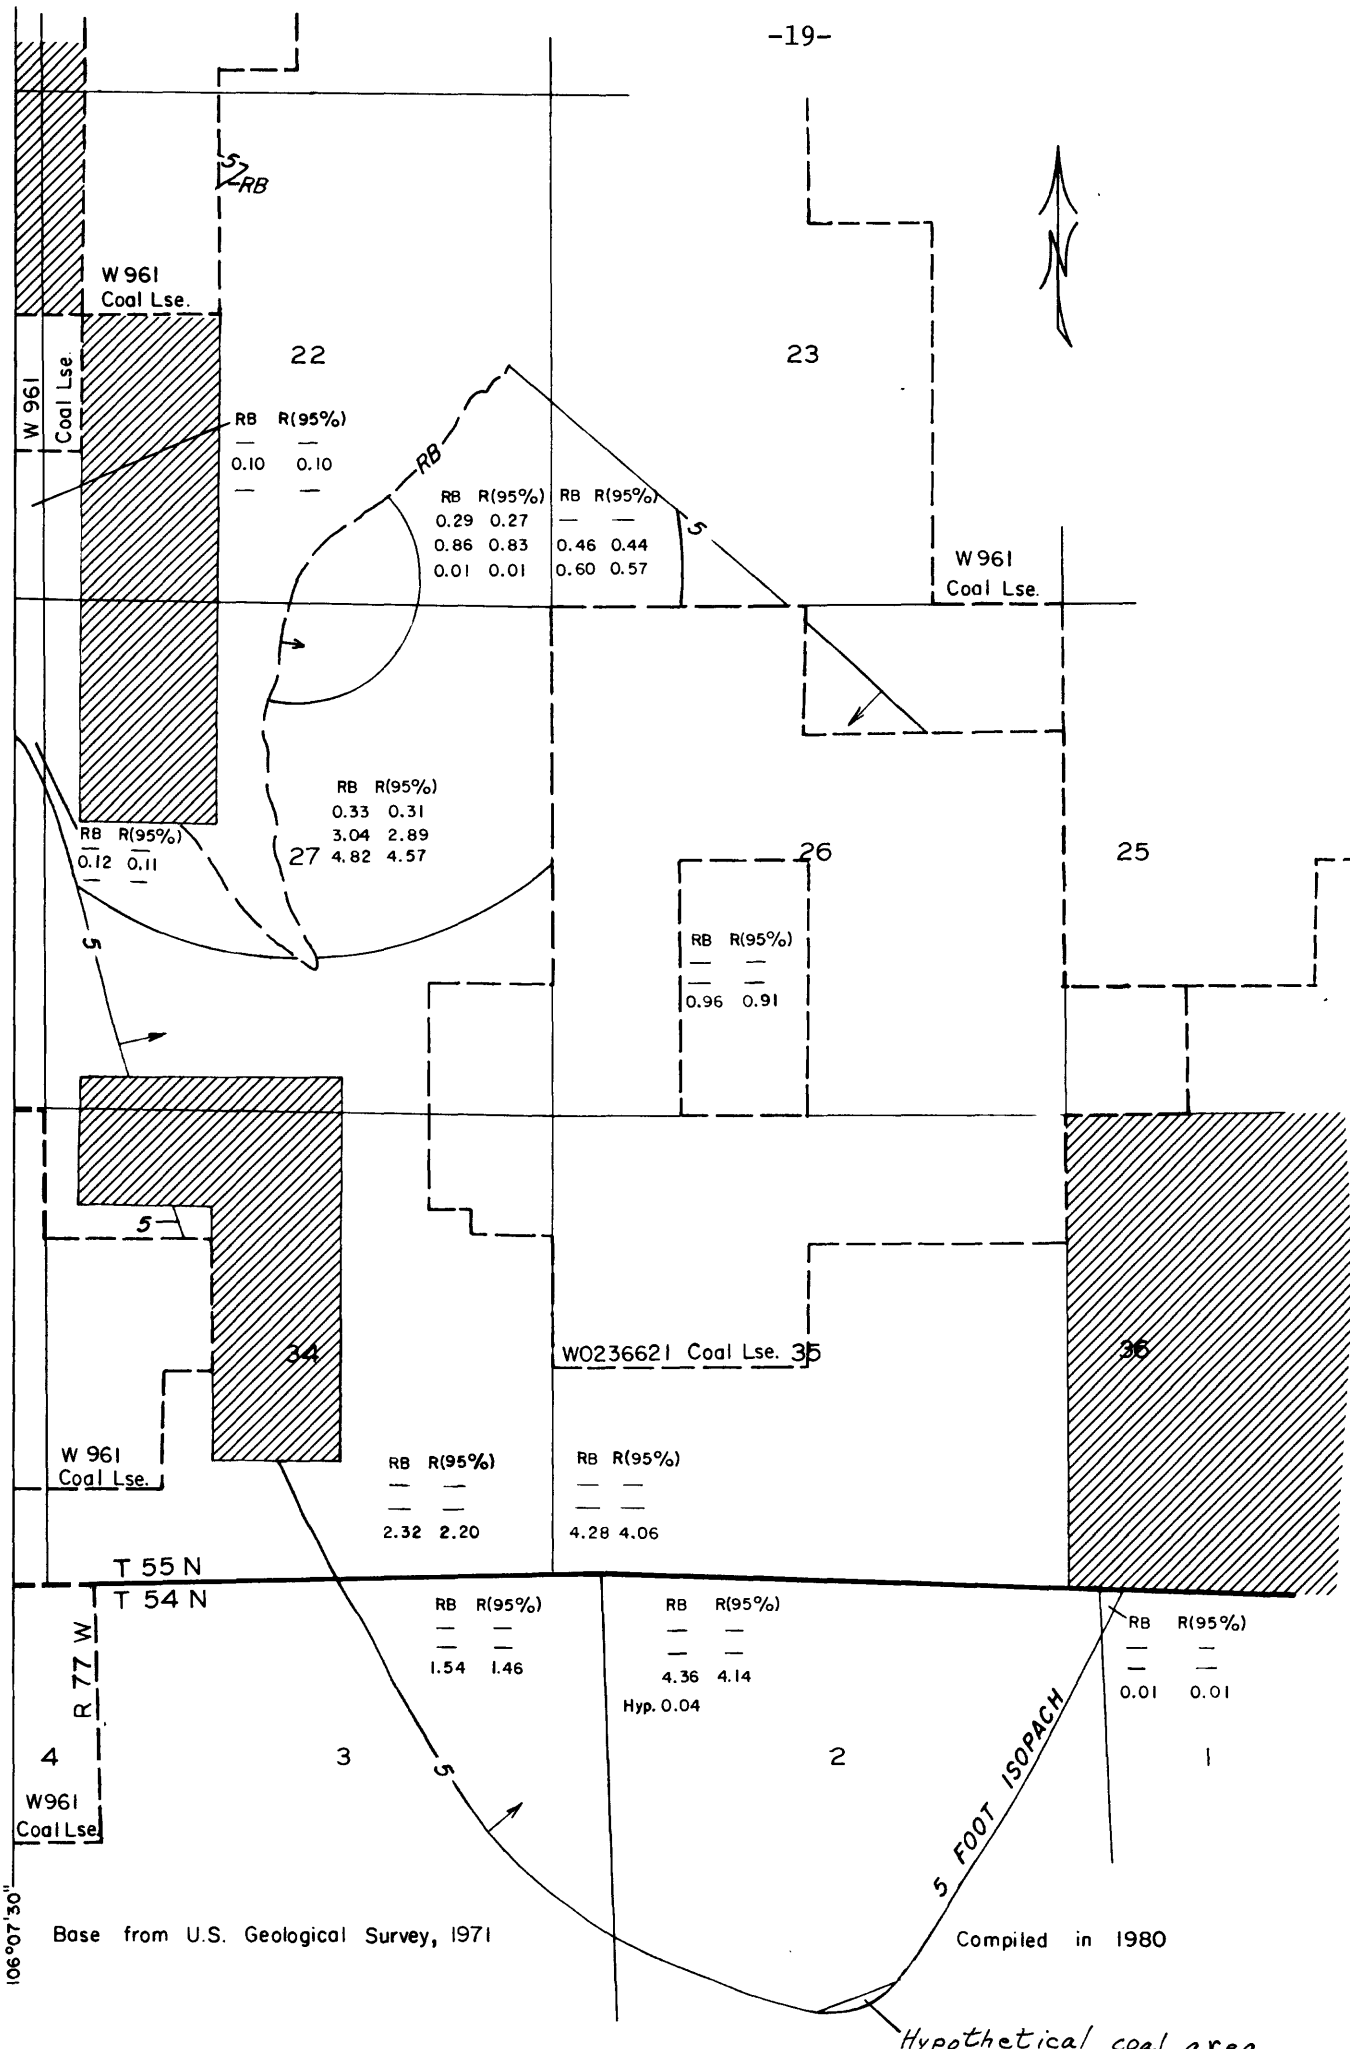 -19-
5
RB
W 961
Coal Lse.
22
23
W 961
Coal Lse.
RB R(95%)
— —
0.10 0.10
— —
RB
RB R(95%)
0.29 0.27
0.86 0.83
0.01 0.01
RB R(95%)
— —
0.46 0.44
0.60 0.57
5
W 961
Coal Lse.
RB R(95%)
0.33 0.31
3.04 2.89
4.82 4.57
27
26
25
RB R(95%)
— —
0.12 0.11
— —
5
RB R(95%)
— —
— —
0.96 0.91
5
34
W0236621 Coal Lse. 35
36
W 961
Coal Lse.
RB R(95%)
— —
— —
2.32 2.20
RB R(95%)
— —
— —
4.28 4.06
T 55 N
T 54 N
R 77 W
RB R(95%)
— —
— —
1.54 1.46
RB R(95%)
— —
— —
4.36 4.14
Hyp. 0.04
RB R(95%)
— —
— —
0.01 0.01
4
3
2
1
5
W961
Coal Lse.
5 FOOT ISOPACH
106°07'30"
Base from U.S. Geological Survey, 1971
Compiled in 1980
Hypothetical coal area
N